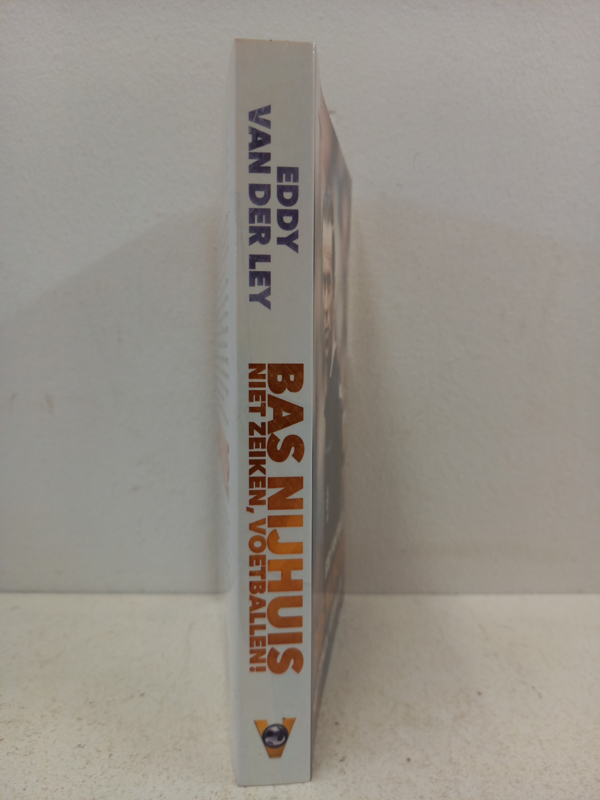 EDDY
VAN DER LEY
BAS NIJHUIS
NIET ZEIKEN, VOETBALLEN!